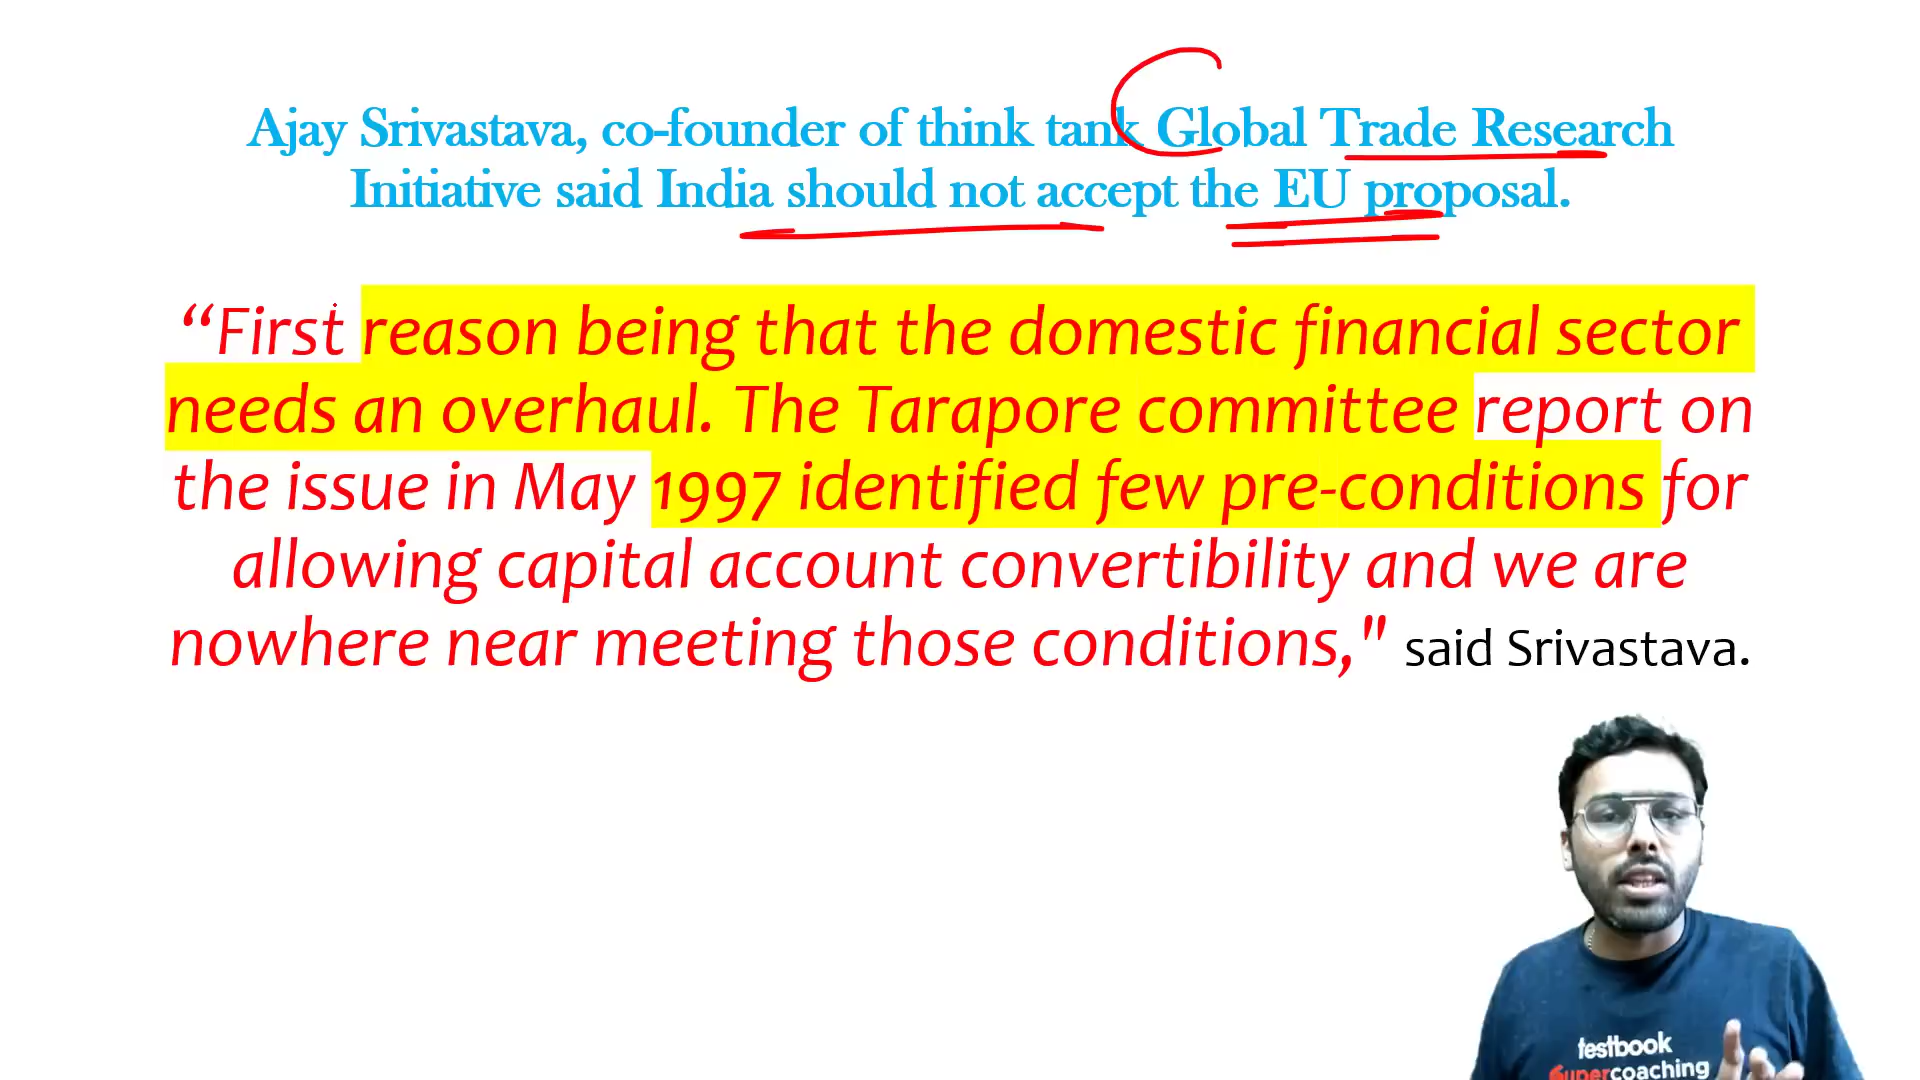 Ajay Srivastava, co-founder of think tank Global Trade Research
Initiative said India should not accept the EU proposal.
“First reason being that the domestic financial sector
needs an overhaul. The Tarapore committee report on
the issue in May 1997 identified few pre-conditions for
allowing capital account convertibility and we are
nowhere near meeting those conditions," said Srivastava.
testbook
Supercoaching